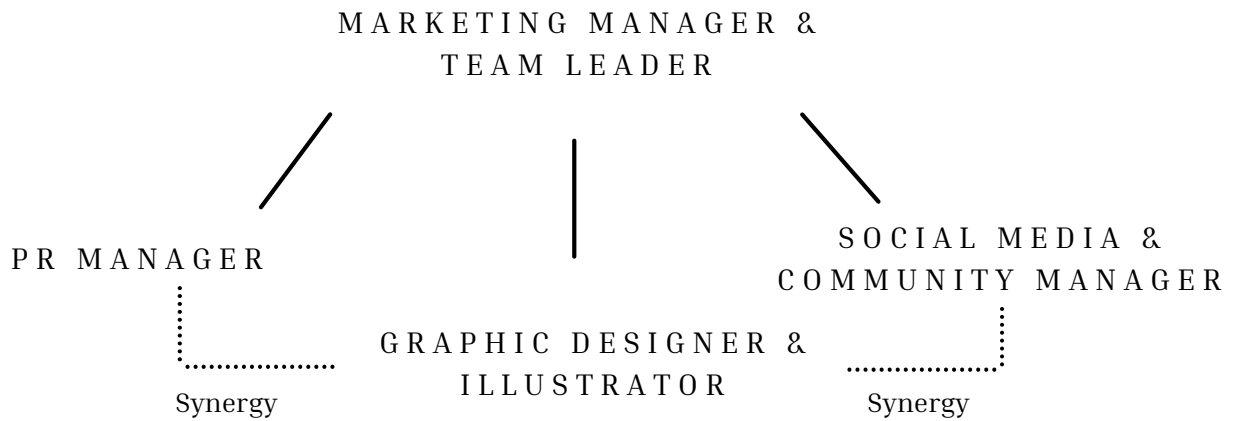 MARKETING MANAGER &
TEAM LEADER
PR MANAGER
SOCIAL MEDIA &
COMMUNITY MANAGER
GRAPHIC DESIGNER &
ILLUSTRATOR
Synergy
Synergy